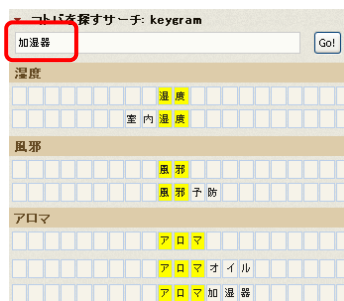 コトバを探すサーチ: keygram
加湿器 Go!
湿度
湿度
室内湿度
風邪
風邪
風邪予防
アロマ
アロマ
アロマオイル
アロマ加湿器